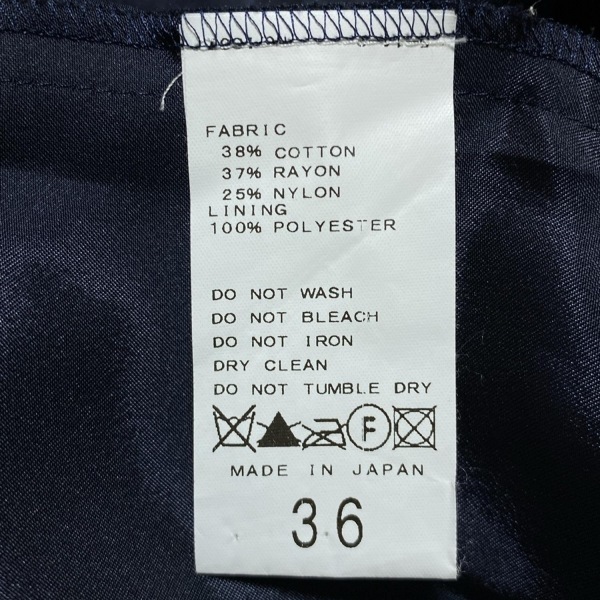 FABRIC
38% COTTON
37% RAYON
25% NYLON
LINING
100% POLYESTER
DO NOT WASH
DO NOT BLEACH
DO NOT IRON
DRY CLEAN
DO NOT TUMBLE DRY
F
MADE IN JAPAN
36